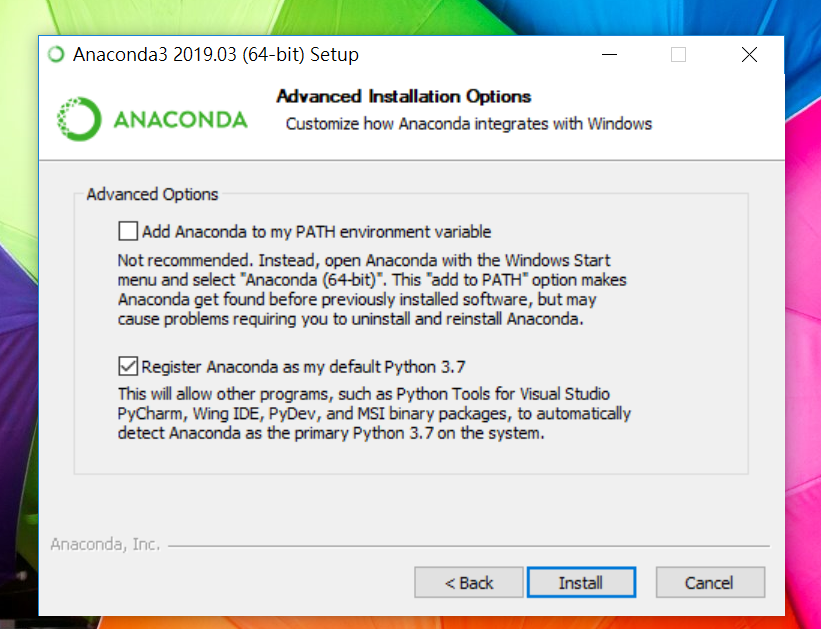 Anaconda3 2019.03 (64-bit) Setup
ANACONDA
Advanced Installation Options
Customize how Anaconda integrates with Windows
Advanced Options
Add Anaconda to my PATH environment variable
Not recommended. Instead, open Anaconda with the Windows Start
menu and select "Anaconda (64-bit)". This "add to PATH" option makes
Anaconda get found before previously installed software, but may
cause problems requiring you to uninstall and reinstall Anaconda.
Register Anaconda as my default Python 3.7
This will allow other programs, such as Python Tools for Visual Studio
PyCharm, Wing IDE, PyDev, and MSI binary packages, to automatically
detect Anaconda as the primary Python 3.7 on the system.
Anaconda, Inc.
< Back
Install
Cancel